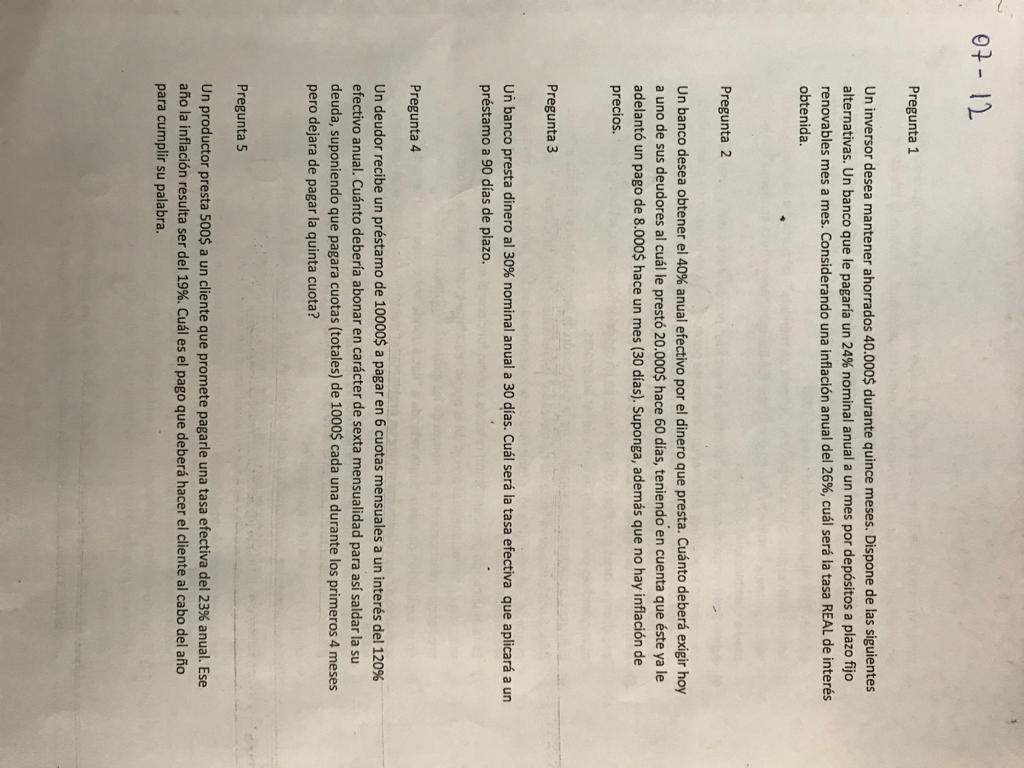 07-12
Pregunta 1
Un inversor desea mantener ahorrados 40.000$ durante quince meses. Dispone de las siguientes
alternativas. Un banco que le pagaría un 24% nominal anual a un mes por depósitos a plazo fijo
renovables mes a mes. Considerando una inflación anual del 26%, cuál será la tasa REAL de interés
obtenida.
Pregunta 2
Un banco desea obtener el 40% anual efectivo por el dinero que presta. Cuánto deberá exigir hoy
a uno de sus deudores al cuál le prestó 20.000$ hace 60 días, teniendo en cuenta que éste ya le
adelantó un pago de 8.000$ hace un mes (30 días). Suponga, además que no hay inflación de
precios.
Pregunta 3
Un banco presta dinero al 30% nominal anual a 30 días. Cuál será la tasa efectiva que aplicará a un
préstamo a 90 días de plazo.
Pregunta 4
Un deudor recibe un préstamo de 10000$ a pagar en 6 cuotas mensuales a un interés del 120%
efectivo anual. Cuánto debería abonar en carácter de sexta mensualidad para así saldar la su
deuda, suponiendo que pagara cuotas (totales) de 1000$ cada una durante los primeros 4 meses
pero dejara de pagar la quinta cuota?
Pregunta 5
Un productor presta 500$ a un cliente que promete pagarle una tasa efectiva del 23% anual. Ese
año la inflación resulta ser del 19%. Cuál es el pago que deberá hacer el cliente al cabo del año
para cumplir su palabra.